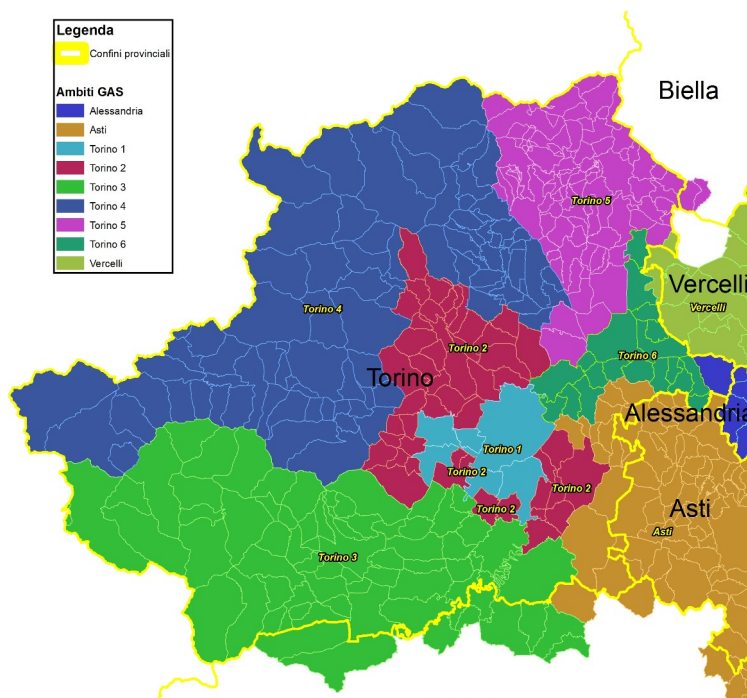 Legenda
Confini provinciali
Ambiti GAS
Alessandria
Asti
Torino 1
Torino 2
Torino 3
Torino 4
Torino 5
Torino 6
Vercelli
Biella
Torino 5
Vercelli
Vercelli
Torino 4
Torino 2
Torino 6
Torino
Alessandria
Torino 1
Torino 2
Torino 2
Torino 2
Asti
Asti
Torino 3